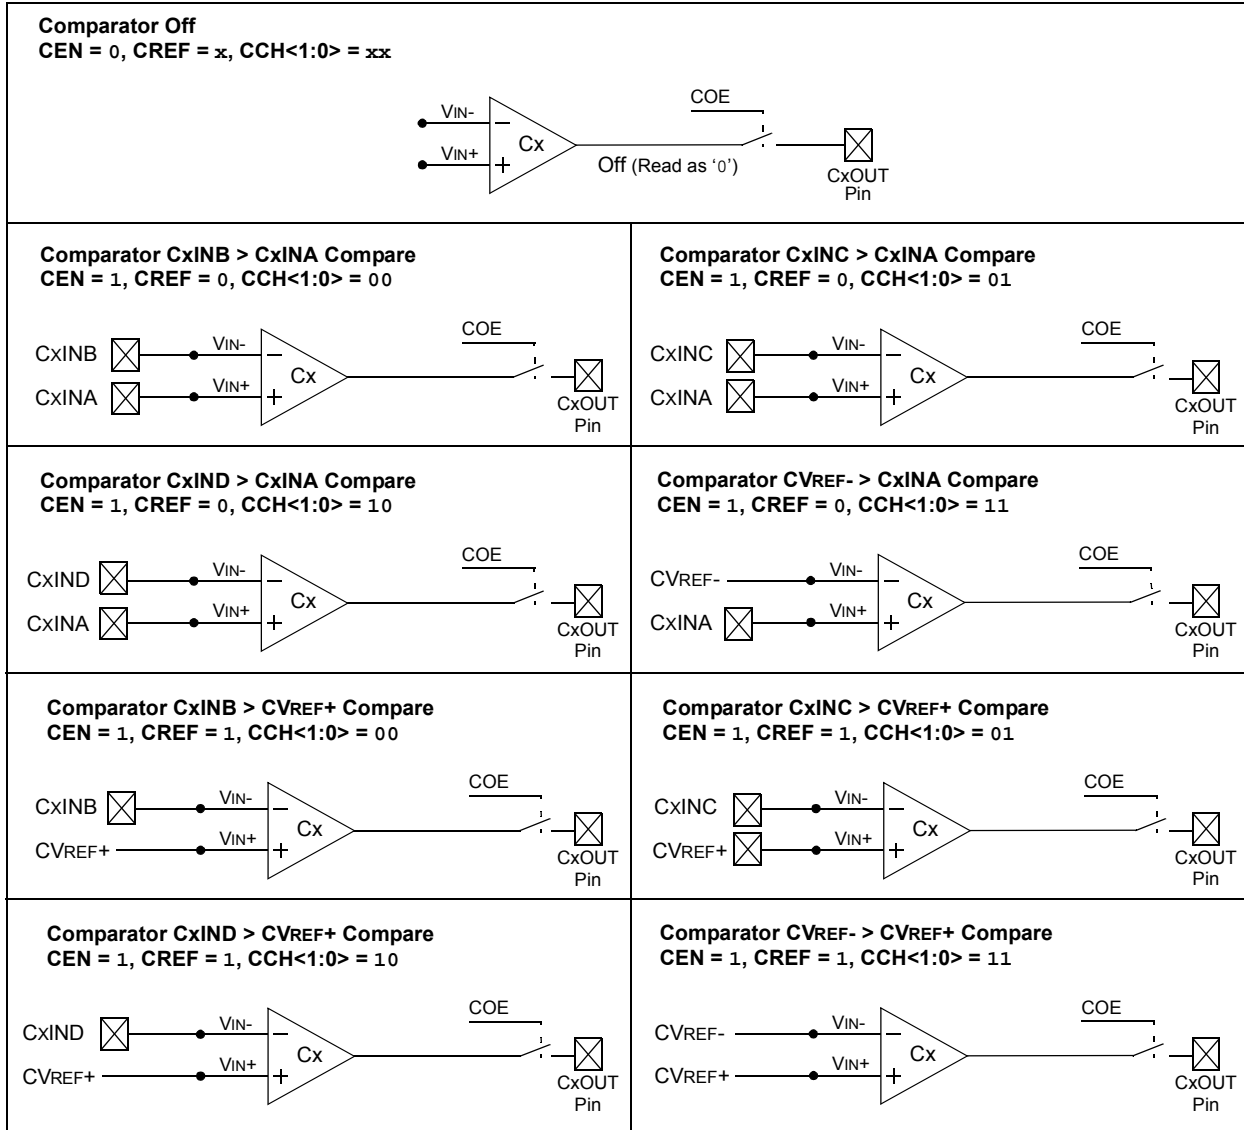 Comparator Off
CEN = 0, CREF = x, CCH<1:0> = xx
COE
VIN-
Cx
VIN+
Off (Read as ‘0’)
CxOUT
Pin
Comparator CxINB > CxINA Compare
CEN = 1, CREF = 0, CCH<1:0> = 00
COE
CxINB
VIN-
Cx
CxINA
VIN+
CxOUT
Pin
Comparator CxINC > CxINA Compare
CEN = 1, CREF = 0, CCH<1:0> = 01
COE
CxINC
VIN-
Cx
CxINA
VIN+
CxOUT
Pin
Comparator CxIND > CxINA Compare
CEN = 1, CREF = 0, CCH<1:0> = 10
COE
CxIND
VIN-
Cx
CxINA
VIN+
CxOUT
Pin
Comparator CVREF- > CxINA Compare
CEN = 1, CREF = 0, CCH<1:0> = 11
COE
CVREF-
VIN-
Cx
CxINA
VIN+
CxOUT
Pin
Comparator CxINB > CVREF+ Compare
CEN = 1, CREF = 1, CCH<1:0> = 00
COE
CxINB
VIN-
Cx
CVREF+
VIN+
CxOUT
Pin
Comparator CxINC > CVREF+ Compare
CEN = 1, CREF = 1, CCH<1:0> = 01
COE
CxINC
VIN-
Cx
CVREF+
VIN+
CxOUT
Pin
Comparator CxIND > CVREF+ Compare
CEN = 1, CREF = 1, CCH<1:0> = 10
COE
CxIND
VIN-
Cx
CVREF+
VIN+
CxOUT
Pin
Comparator CVREF- > CVREF+ Compare
CEN = 1, CREF = 1, CCH<1:0> = 11
COE
CVREF-
VIN-
Cx
CVREF+
VIN+
CxOUT
Pin